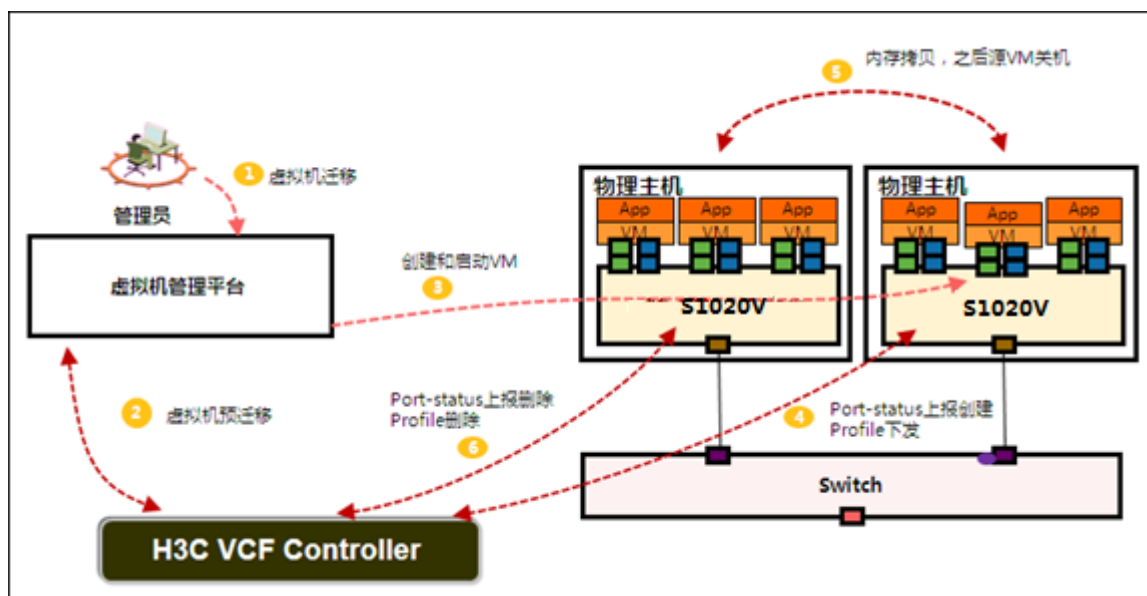 内存拷贝，之后源VM关机
5
1
虚拟机迁移
管理员
物理主机
App
App
App
VM
VM
VM
物理主机
App
App
App
VM
VM
VM
虚拟机管理平台
创建和启动VM
3
S1020V
S1020V
2
虚拟机预迁移
Port-status上报删除
Profile删除
6
4
Port-status上报创建
Profile下发
Switch
H3C VCF Controller